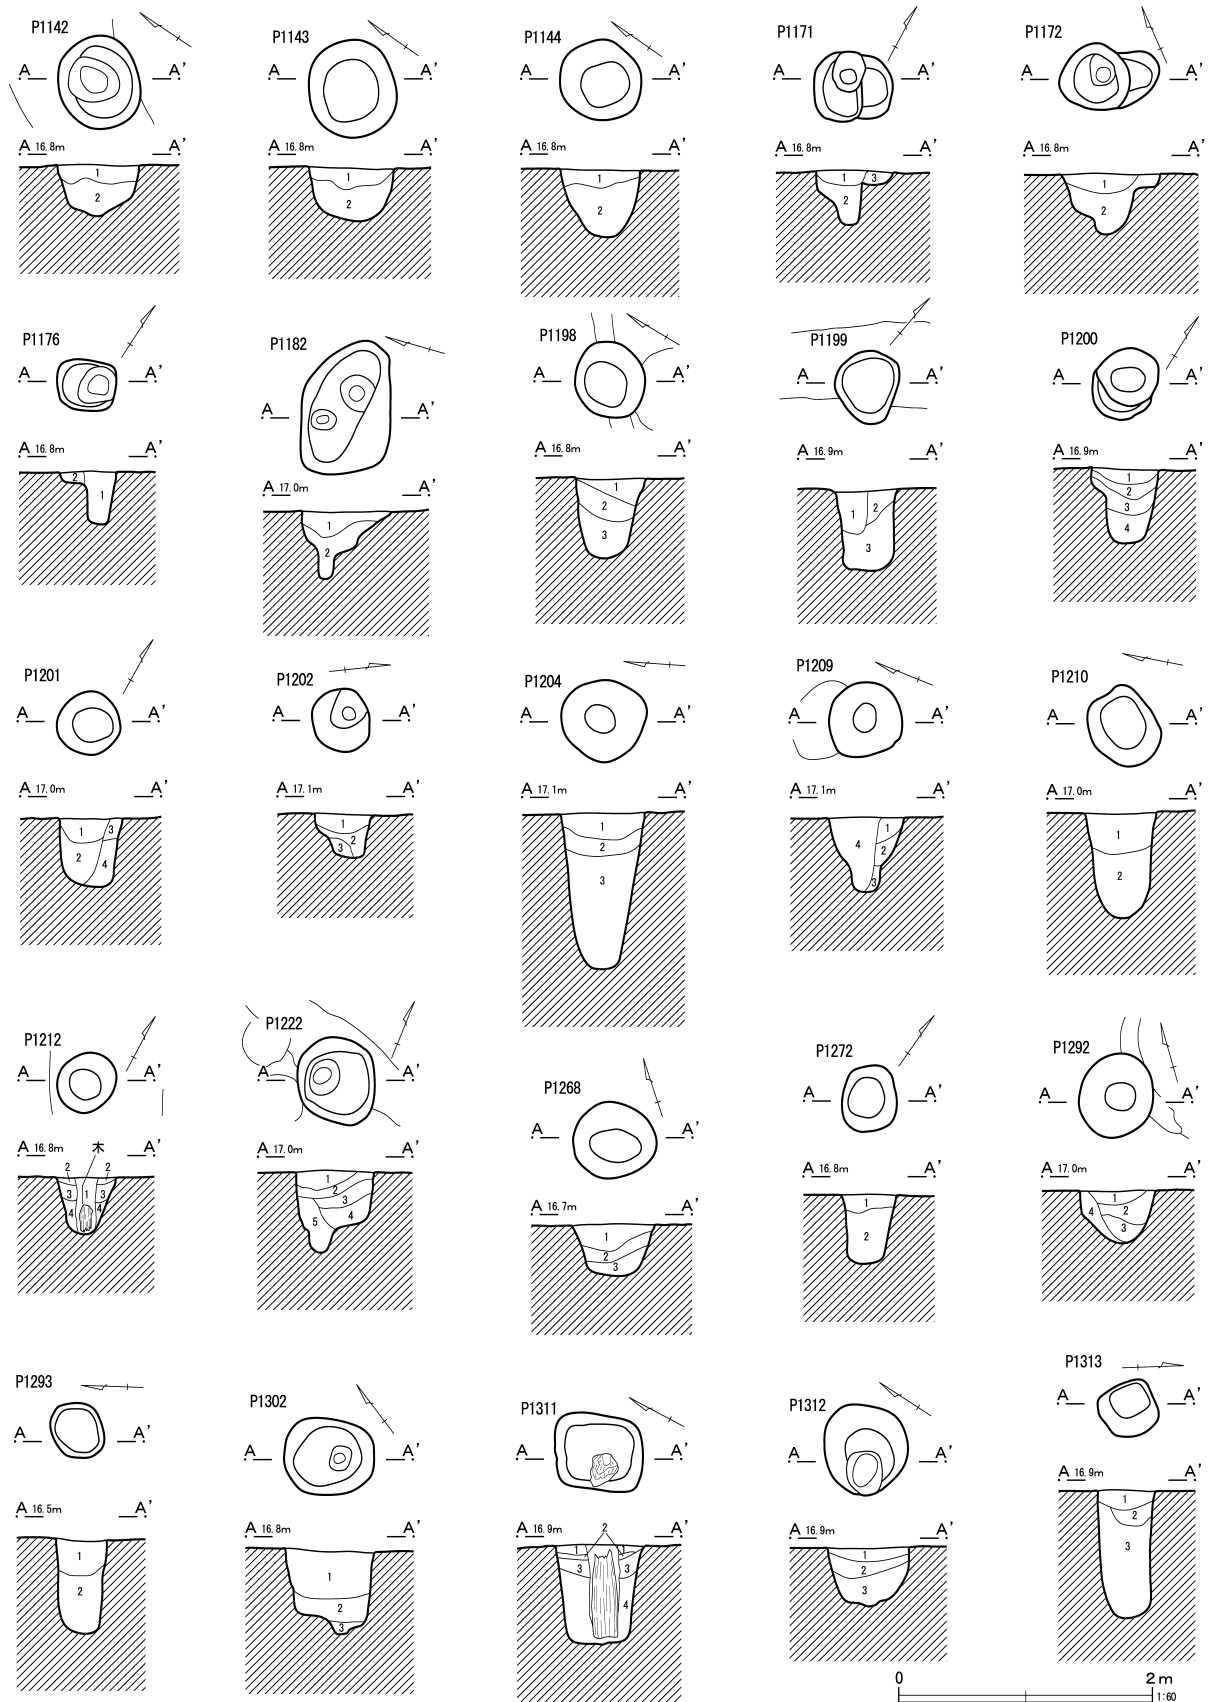 P1142
A A'
A 16.8m A'
1
2
P1143
A A'
A 16.8m A'
1
2
P1144
A A'
A 16.8m A'
1
2
P1171
A A'
A 16.8m A'
1 3
2
P1172
A A'
A 16.8m A'
1
2
P1176
A A'
A 16.8m A'
2
1
P1182
A A'
A 17.0m A'
1
2
P1198
A A'
A 16.8m A'
1
2
3
P1199
A A'
A 16.9m A'
1 2
3
P1200
A A'
A 16.9m A'
1
2
3
4
P1201
A A'
A 17.0m A'
1 3
2 4
P1202
A A'
A 17.1m A'
1
2
3
P1204
A A'
A 17.1m A'
1
2
3
P1209
A A'
A 17.1m A'
1
4 2
3
P1210
A A'
A 17.0m A'
1
2
P1212
A A'
A 16.8m 木 A'
2 2
3 1 3
4 4
P1222
A A'
A 17.0m A'
1
2
3
5 4
P1268
A A'
A 16.7m A'
1
2
3
P1272
A A'
A 16.8m A'
1
2
P1292
A A'
A 17.0m A'
1
4 2
3
P1293
A A'
A 16.5m A'
1
2
P1302
A A'
A 16.8m A'
1
2
3
P1311
A A'
A 16.9m 2 A'
1 1
3 3
4
P1312
A A'
A 16.9m A'
1
2
3
P1313
A A'
A 16.9m A'
1
2
3
0 2m
1:60